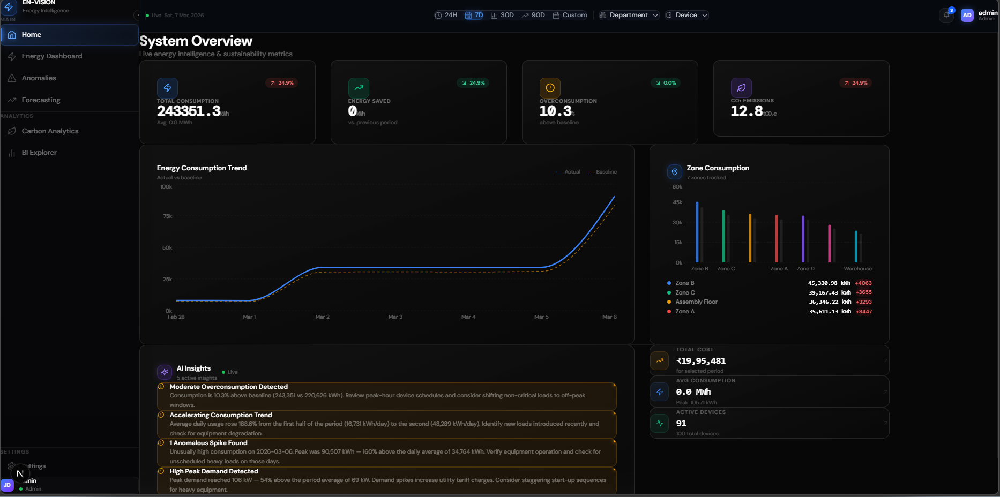 EN-VISION
Energy Intelligence
MAIN
Home
Energy Dashboard
Anomalies
Forecasting
ANALYTICS
Carbon Analytics
BI Explorer
SETTINGS
ettings
N
JD
min
Admin
Live Sat, 7 Mar, 2026
24H 7D 30D 90D Custom
Department
Device
3
AD
admin
Admin
System Overview
Live energy intelligence & sustainability metrics
24.9%
TOTAL CONSUMPTION
243351.3 kWh
Avg: 0.0 MWh
24.9%
ENERGY SAVED
0 kWh
vs. previous period
0.0%
OVERCONSUMPTION
10.3%
above baseline
24.9%
CO₂ EMISSIONS
12.8 tCO₂e
Energy Consumption Trend
Actual vs baseline
Actual Baseline
100k
75k
50k
25k
0k
Feb 28 Mar 1 Mar 2 Mar 3 Mar 4 Mar 5 Mar 6
Zone Consumption
7 zones tracked
60k
45k
30k
15k
0k
Zone B Zone C Zone A Zone D Warehouse
Zone B 45,330.98 kWh +4063
Zone C 39,167.43 kWh +3655
Assembly Floor 36,346.22 kWh +3293
Zone A 35,611.13 kWh +3447
AI Insights
Live
5 active insights
Moderate Overconsumption Detected
Consumption is 10.3% above baseline (243,351 vs 220,626 kWh). Review peak-hour device schedules and consider shifting non-critical loads to off-peak
windows.
Accelerating Consumption Trend
Average daily usage rose 188.6% from the first half of the period (16,731 kWh/day) to the second (48,289 kWh/day). Identify new loads introduced recently and
check for equipment degradation.
1 Anomalous Spike Found
Unusually high consumption on 2026-03-06. Peak was 90,507 kWh — 160% above the daily average of 34,764 kWh. Verify equipment operation and check for
unscheduled heavy loads on those days.
High Peak Demand Detected
Peak demand reached 106 kW — 54% above the period average of 69 kW. Demand spikes increase utility tariff charges. Consider staggering start-up sequences
for heavy equipment.
TOTAL COST
₹19,95,481
for selected period
AVG CONSUMPTION
0.0 MWh
Peak: 105.71 kWh
ACTIVE DEVICES
91
100 total devices